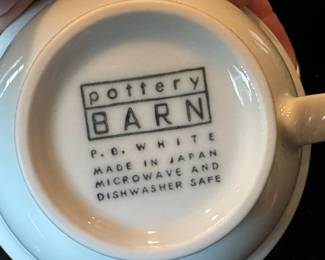 pottery
BARN
P. B. WHITE
MADE IN JAPAN
MICROWAVE AND
DISHWASHER SAFE